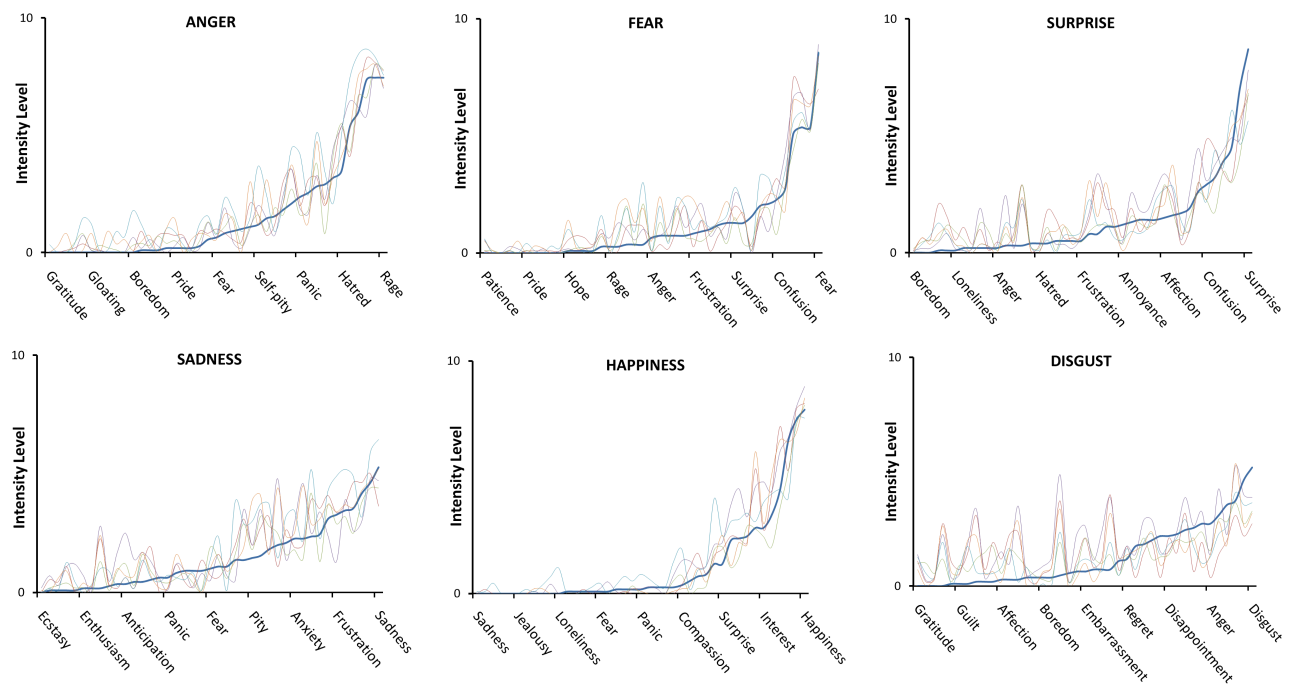 ANGER
10
Intensity Level
0
Gratitude
Gloating
Boredom
Pride
Fear
Self-pity
Panic
Hatred
Rage
FEAR
10
Intensity Level
0
Patience
Pride
Hope
Rage
Anger
Frustration
Surprise
Confusion
Fear
SURPRISE
10
Intensity Level
0
Boredom
Loneliness
Anger
Hatred
Frustration
Annoyance
Affection
Confusion
Surprise
SADNESS
10
Intensity Level
0
Ecstasy
Enthusiasm
Anticipation
Panic
Fear
Pity
Anxiety
Frustration
Sadness
HAPPINESS
10
Intensity Level
0
Sadness
Jealousy
Loneliness
Fear
Panic
Compassion
Surprise
Interest
Happiness
DISGUST
10
Intensity Level
0
Gratitude
Guilt
Affection
Boredom
Embarrassment
Regret
Disappointment
Anger
Disgust